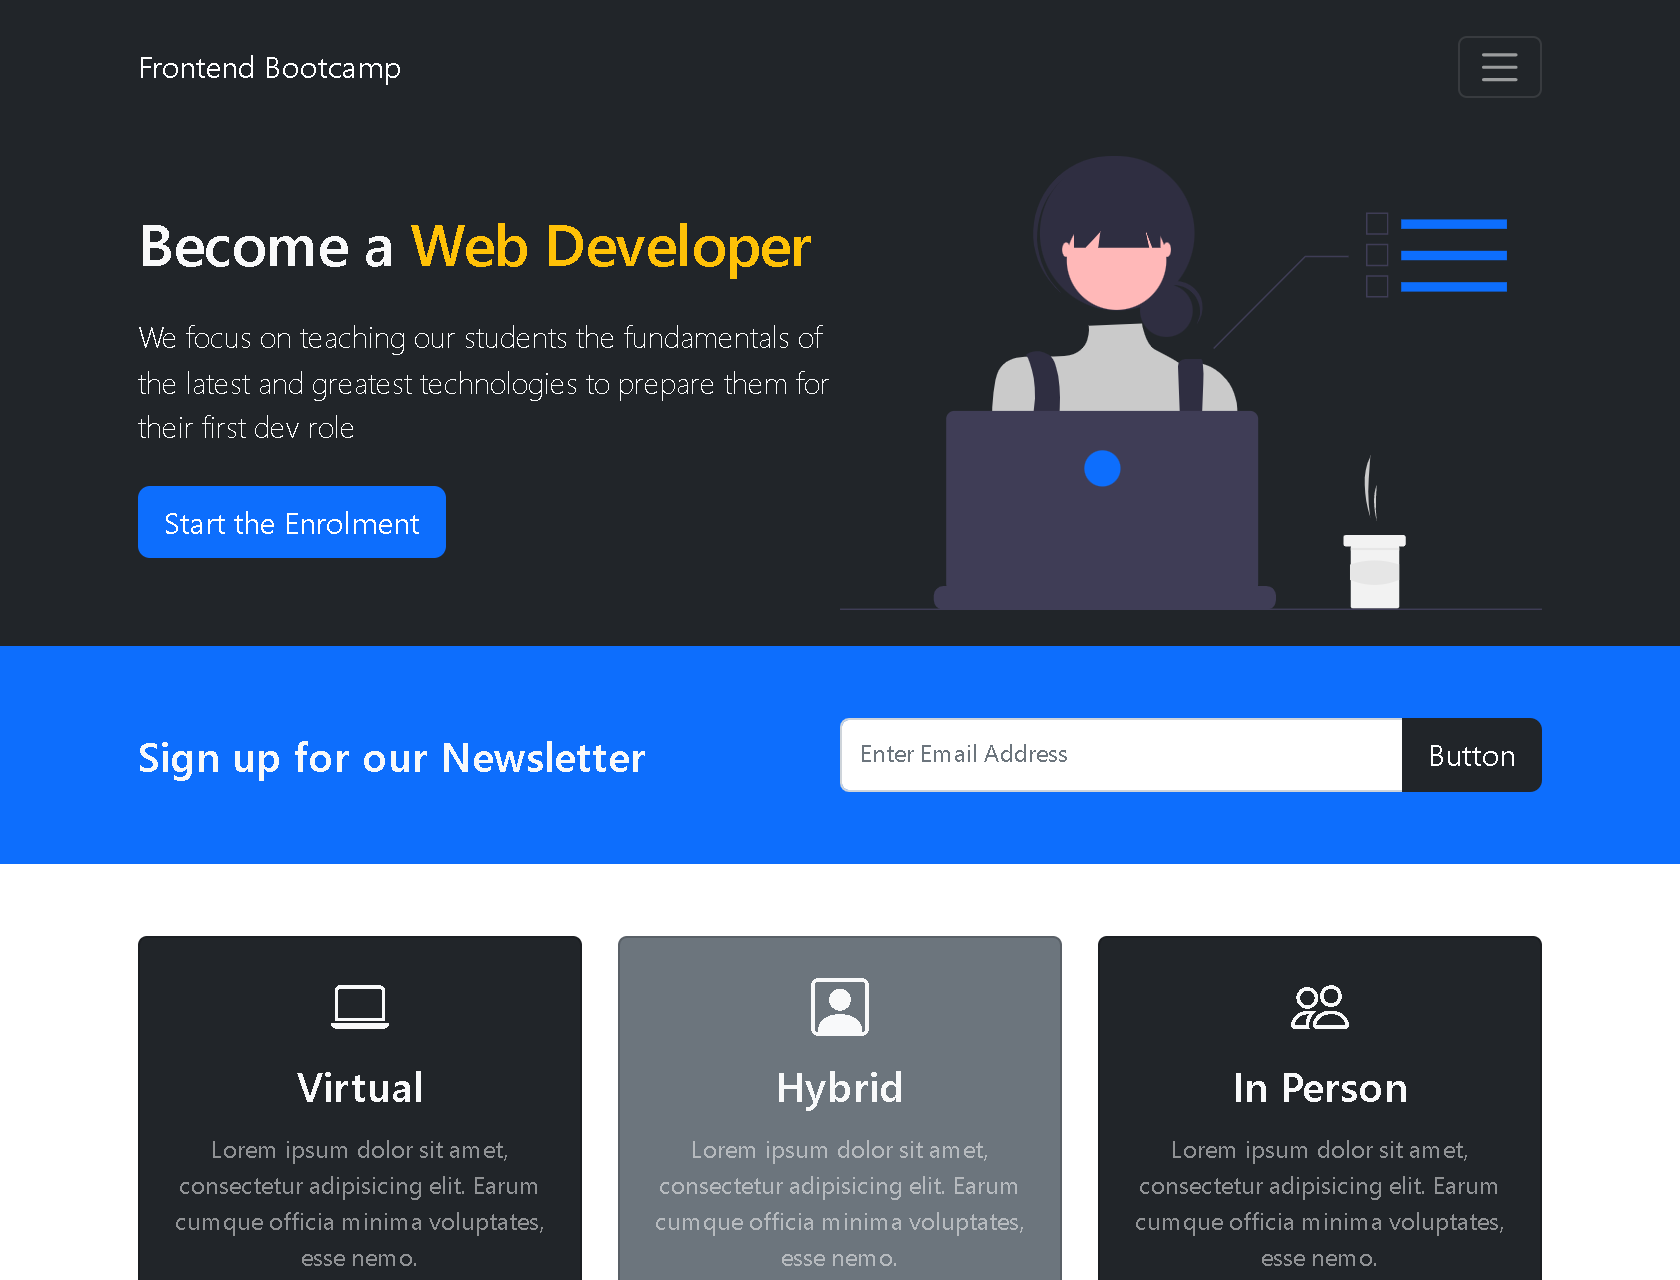 Frontend Bootcamp
Become a Web Developer
We focus on teaching our students the fundamentals of
the latest and greatest technologies to prepare them for
their first dev role
Start the Enrolment
Sign up for our Newsletter
Enter Email Address
Button
Virtual
Lorem ipsum dolor sit amet,
consectetur adipisicing elit. Earum
cumque officia minima voluptates,
esse nemo.
Hybrid
Lorem ipsum dolor sit amet,
consectetur adipisicing elit. Earum
cumque officia minima voluptates,
esse nemo.
In Person
Lorem ipsum dolor sit amet,
consectetur adipisicing elit. Earum
cumque officia minima voluptates,
esse nemo.